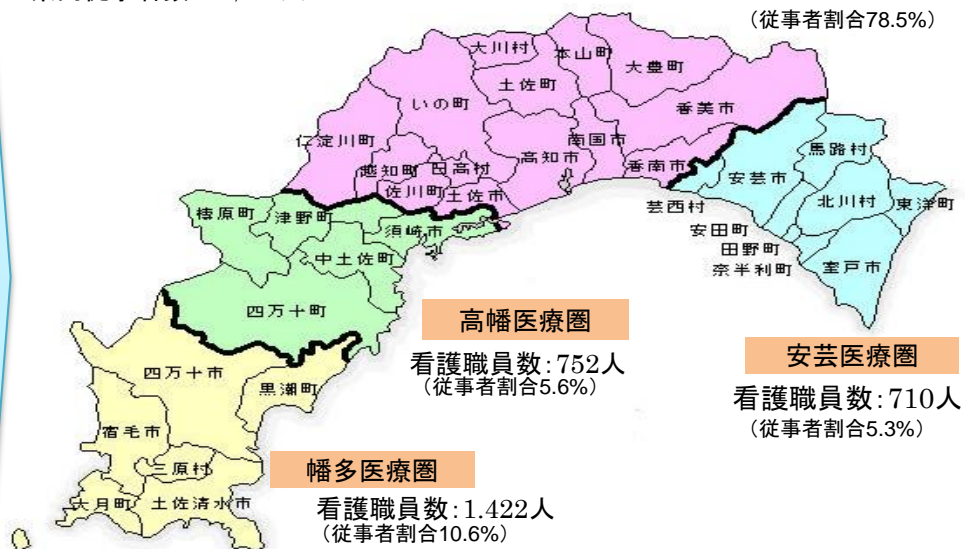 (従事者割合78.5%)
大川村
本山町
大豊町
土佐町
いの町
香美市
仁淀川町
南国市
高知市
越知町
日高村
香南市
馬路村
安芸市
佐川町
土佐市
北川村
東洋町
芸西村
梼原町
津野町
須崎市
安田町
田野町
奈半利町
中土佐町
室戸市
四万十町
高幡医療圏
看護職員数:752人
(従事者割合5.6%)
安芸医療圏
看護職員数:710人
(従事者割合5.3%)
四万十市
黒潮町
宿毛市
三原村
大月町
土佐清水市
幡多医療圏
看護職員数:1.422人
(従事者割合10.6%)